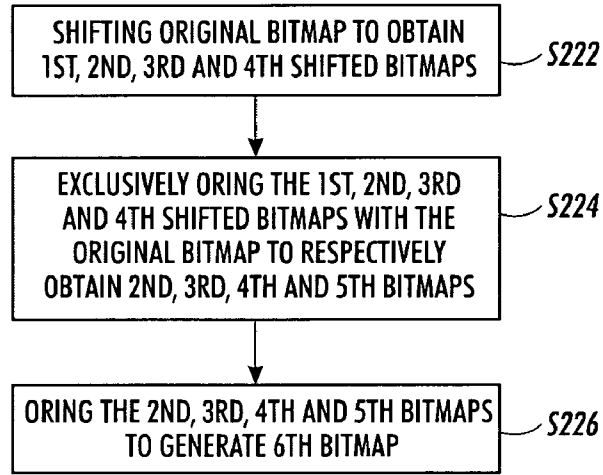 SHIFTING ORIGINAL BITMAP TO OBTAIN
1ST, 2ND, 3RD AND 4TH SHIFTED BITMAPS
S222
EXCLUSIVELY ORING THE 1ST, 2ND, 3RD
AND 4TH SHIFTED BITMAPS WITH THE
ORIGINAL BITMAP TO RESPECTIVELY
OBTAIN 2ND, 3RD, 4TH AND 5TH BITMAPS
S224
ORING THE 2ND, 3RD, 4TH AND 5TH BITMAPS
TO GENERATE 6TH BITMAP
S226